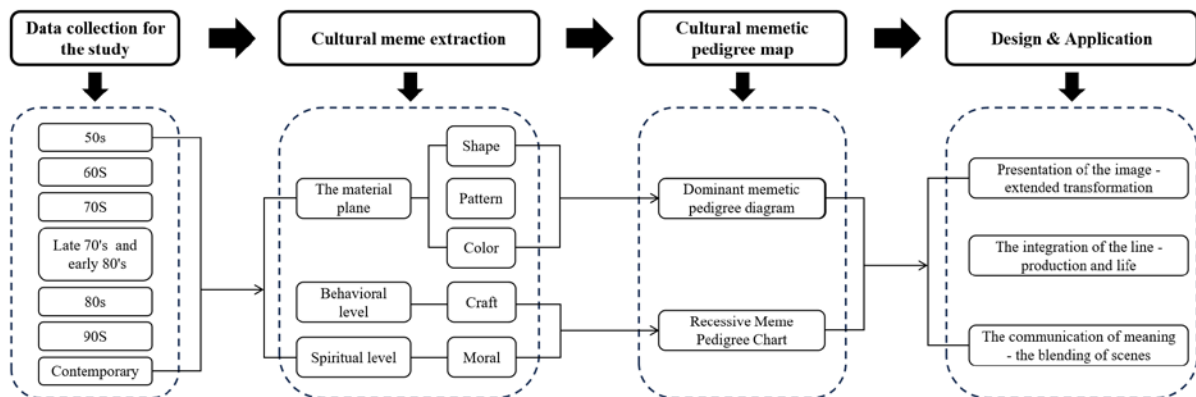 Data collection for
the study
Cultural meme extraction
Cultural memetic
pedigree map
Design & Application
50s
60S
70S
Late 70's and
early 80's
80s
90S
Contemporary
The material
plane
Behavioral
level
Spiritual level
Shape
Pattern
Color
Craft
Moral
Dominant memetic
pedigree diagram
Recessive Meme
Pedigree Chart
Presentation of the image -
extended transformation
The integration of the line -
production and life
The communication of meaning
- the blending of scenes